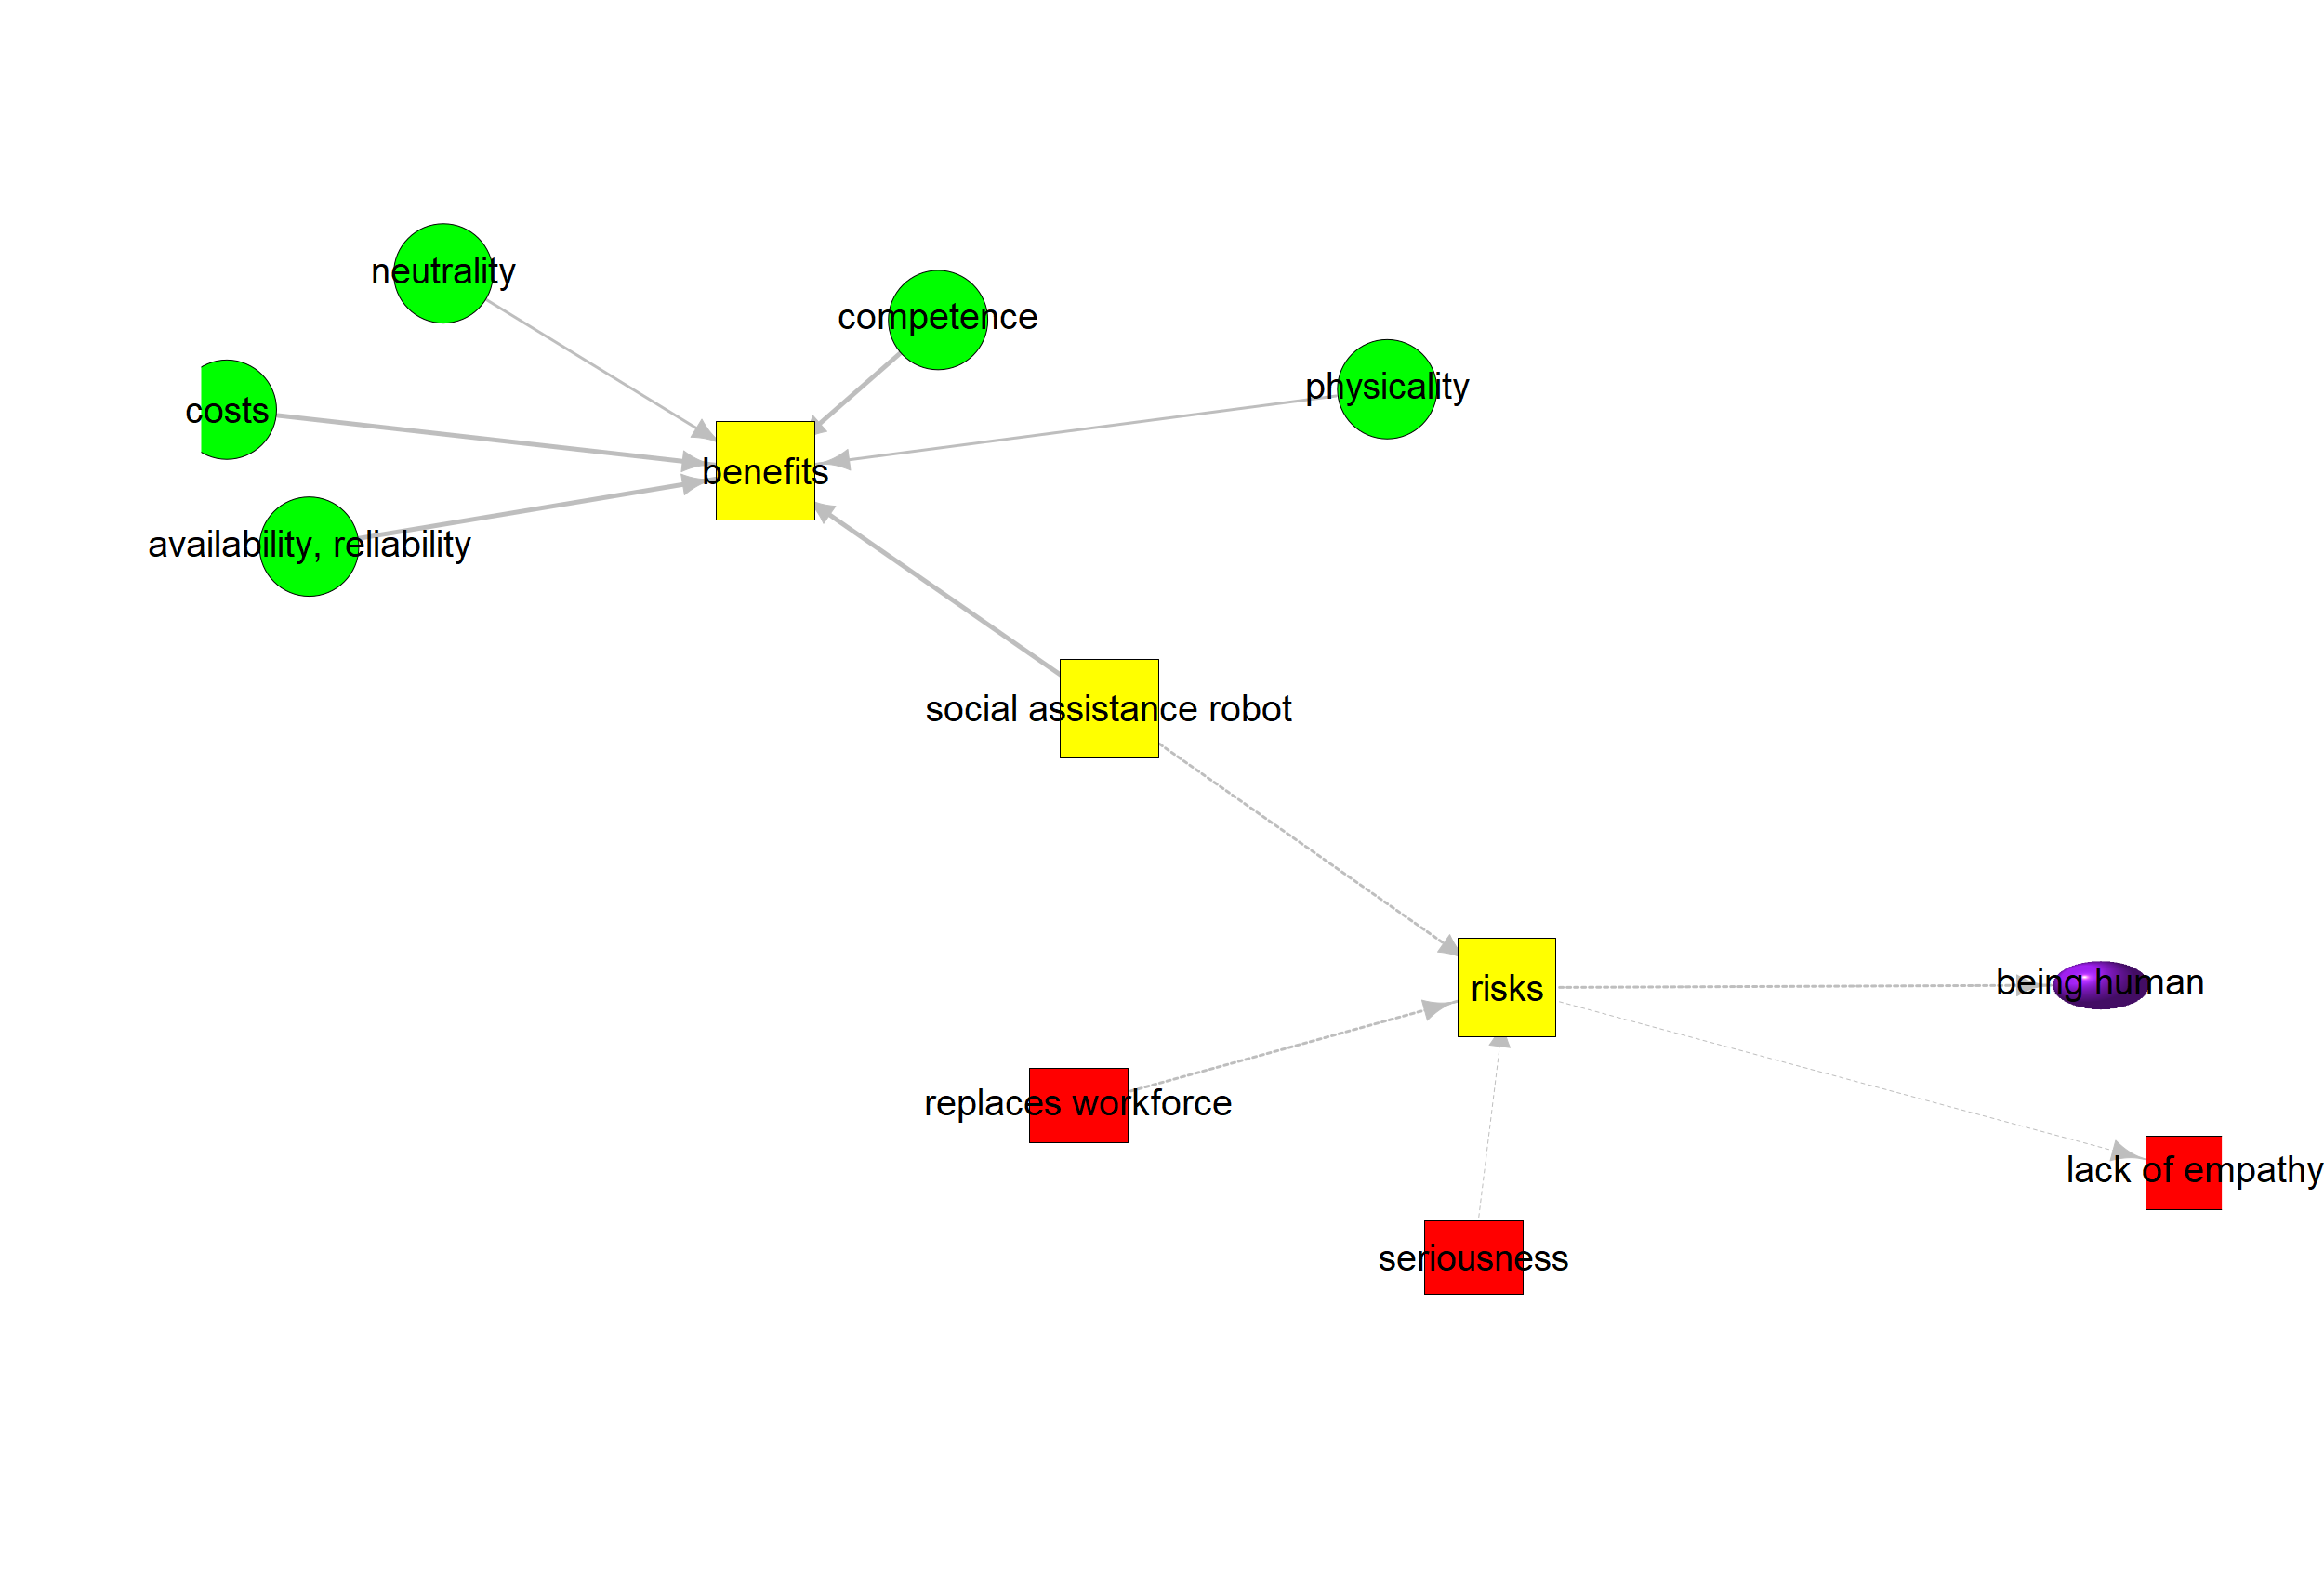 neutrality
competence
physicality
costs
benefits
availability, reliability
social assistance robot
risks
being human
replaces workforce
lack of empathy
seriousness